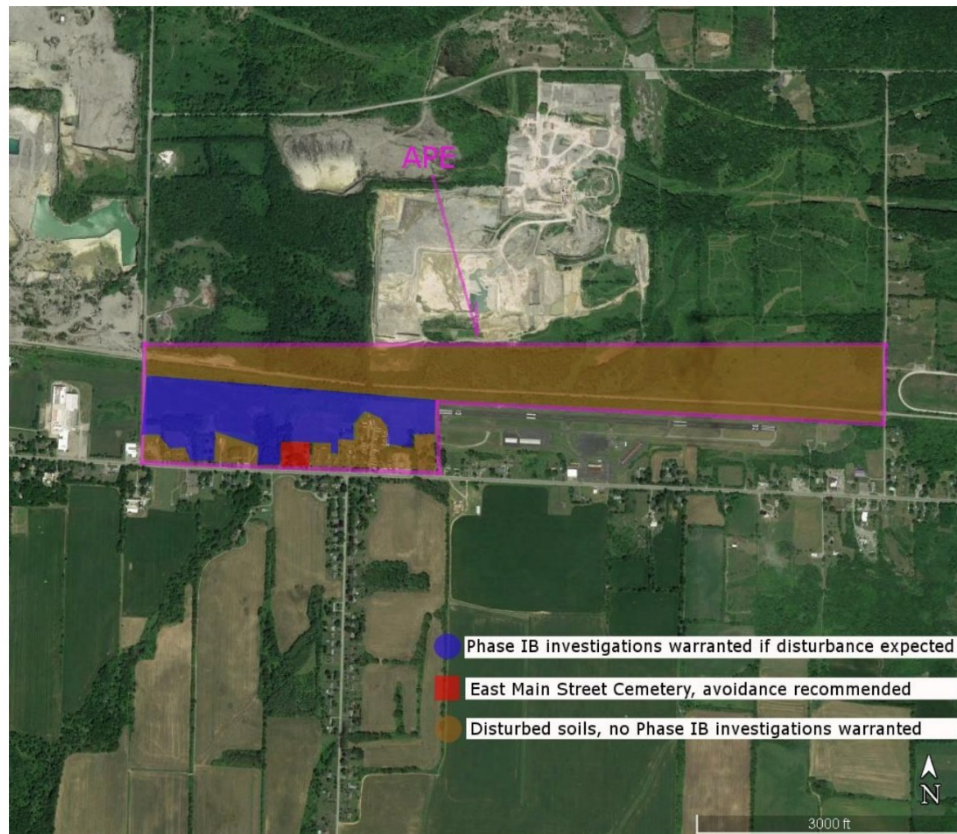 APE
Phase IB investigations warranted if disturbance expected
East Main Street Cemetery, avoidance recommended
Disturbed soils, no Phase IB investigations warranted
N
3000 ft